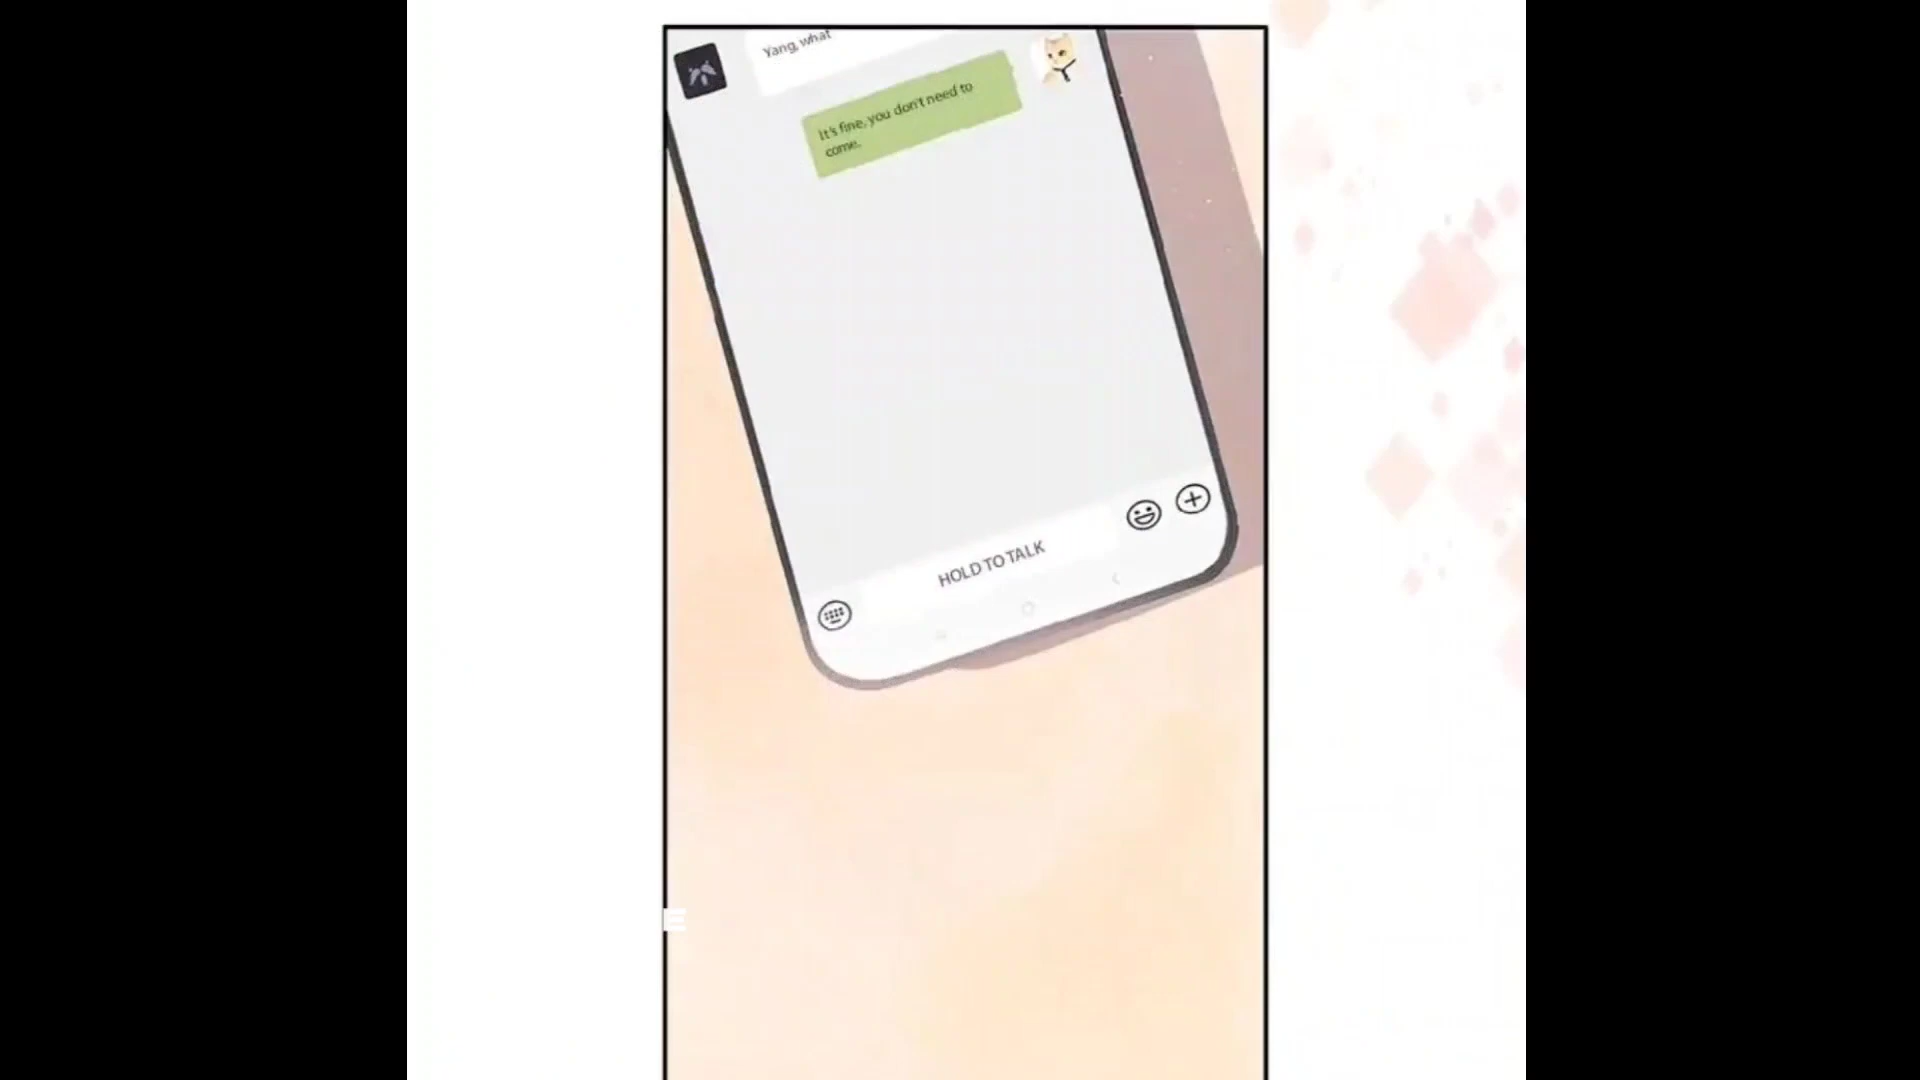 Yang, what
It's fine, you don't need to
come.
HOLD TO TALK
E